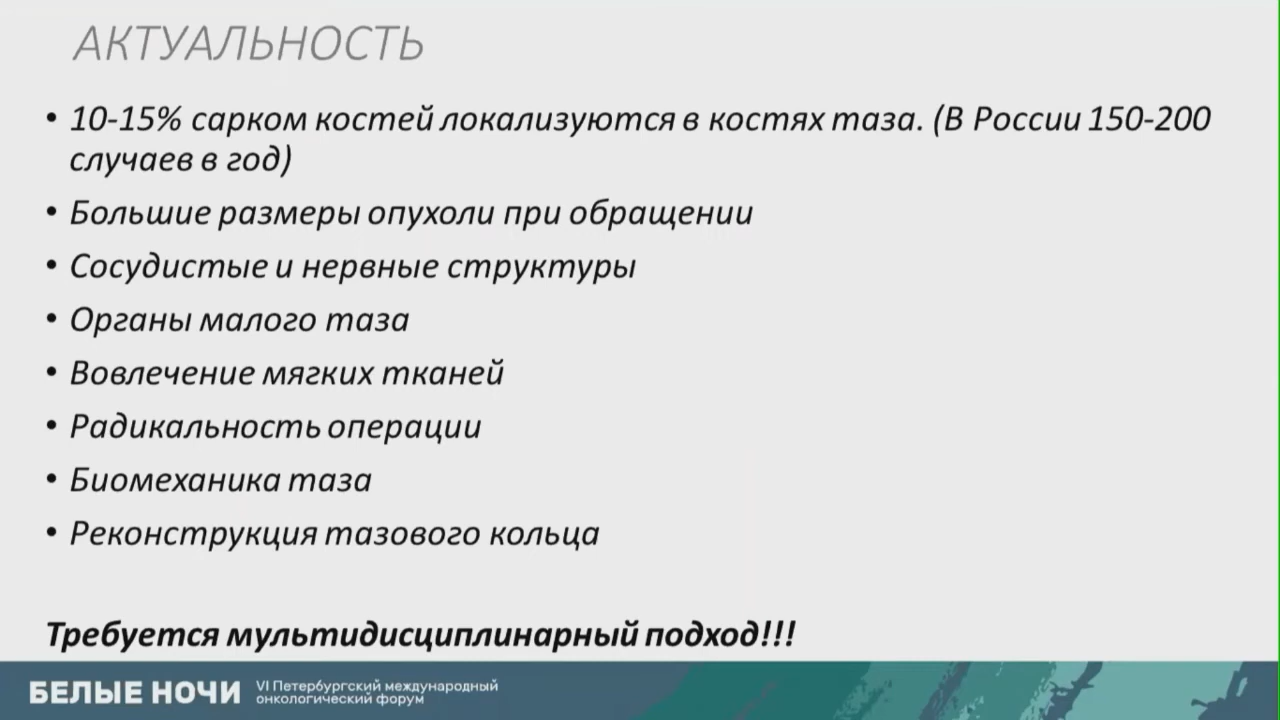 АКТУАЛЬНОСТЬ
• 10-15% сарком костей локализуются в костях таза. (В России 150-200
случаев в год)
• Большие размеры опухоли при обращении
• Сосудистые и нервные структуры
• Органы малого таза
• Вовлечение мягких тканей
• Радикальность операции
• Биомеханика таза
• Реконструкция тазового кольца
Требуется мультидисциплинарный подход!!!
БЕЛЫЕ НОЧИ
VI Петербургский международный
онкологический форум